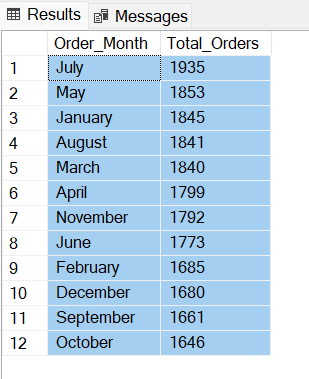 Results Messages
Order_Month Total_Orders
1 July 1935
2 May 1853
3 January 1845
4 August 1841
5 March 1840
6 April 1799
7 November 1792
8 June 1773
9 February 1685
10 December 1680
11 September 1661
12 October 1646